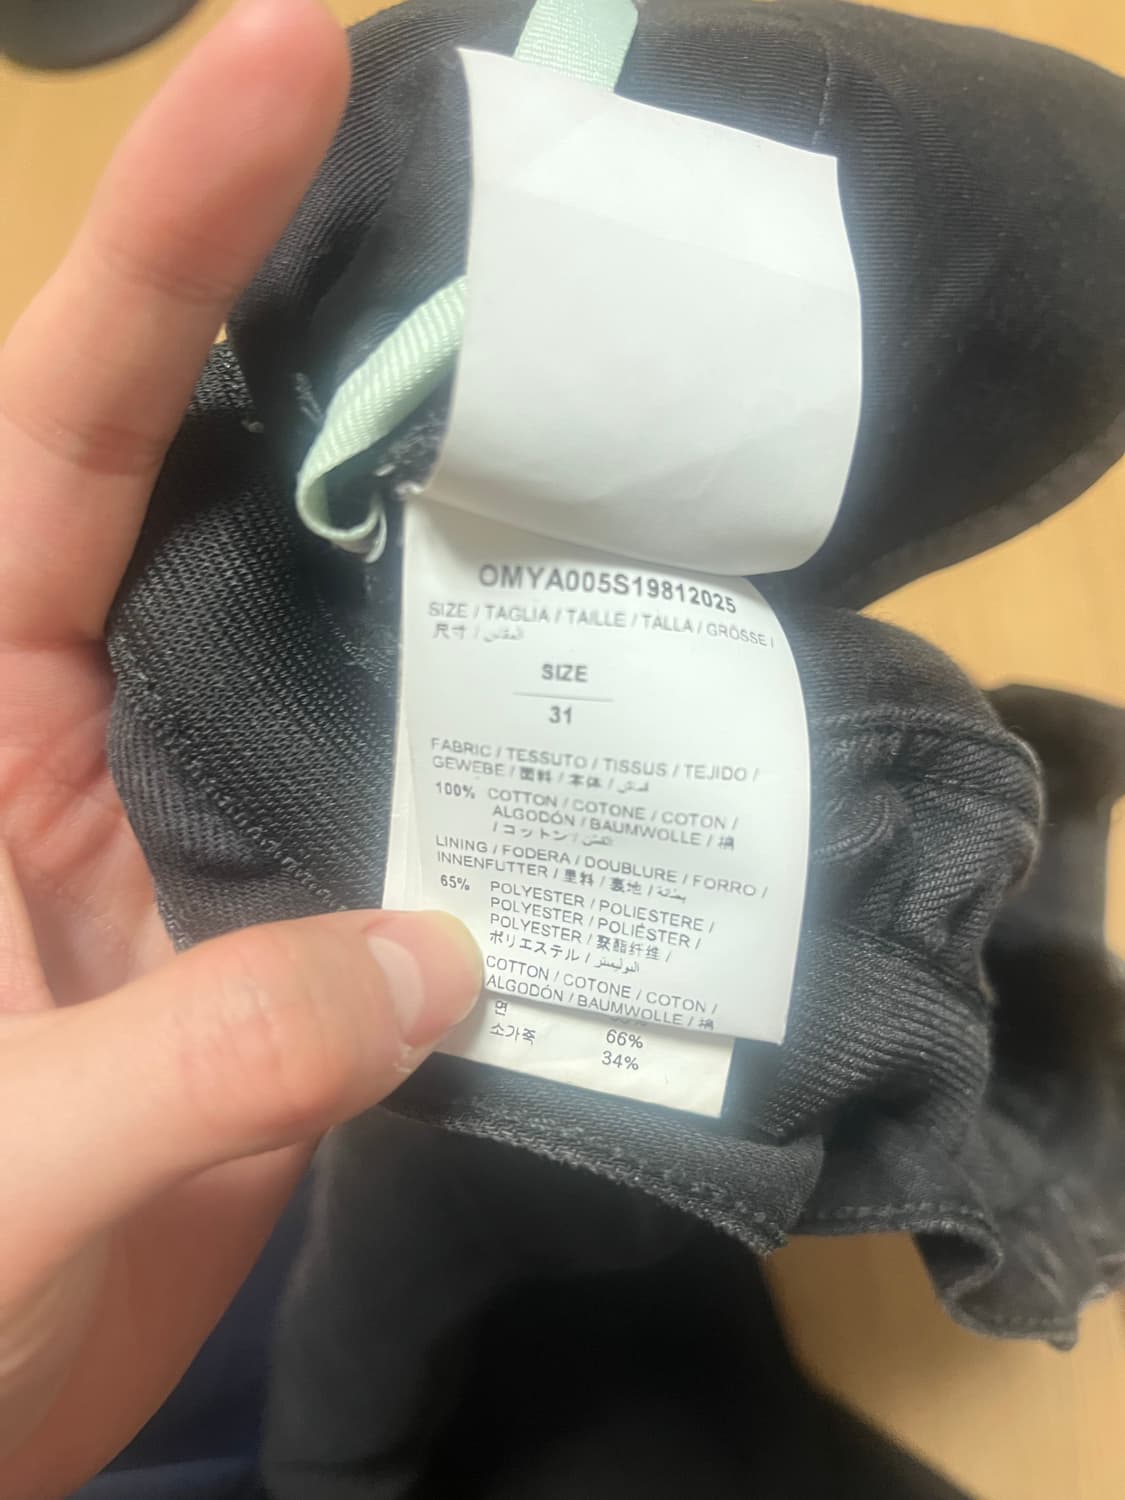 OMYA005S19812025
SIZE / TAGLIA / TAILLE / TALLA / GRÖSSE /
尺寸 / المقاس
SIZE
31
FABRIC / TESSUTO / TISSUS / TEJIDO /
GEWEBE / 面料 / 本体 /
100% COTTON / COTONE / COTON /
ALGODÓN / BAUMWOLLE / 棉
/ コットン /
LINING / FODERA / DOUBLURE / FORRO /
INNENFUTTER / 里料 / 裏地 / بطانة
65% POLYESTER / POLIESTERE /
POLYESTER / POLIÉSTER /
POLYESTER / 聚酯纤维 /
ポリエステル / البوليستر
COTTON / COTONE / COTON /
ALGODÓN / BAUMWOLLE / 棉
면 66%
소가죽 34%